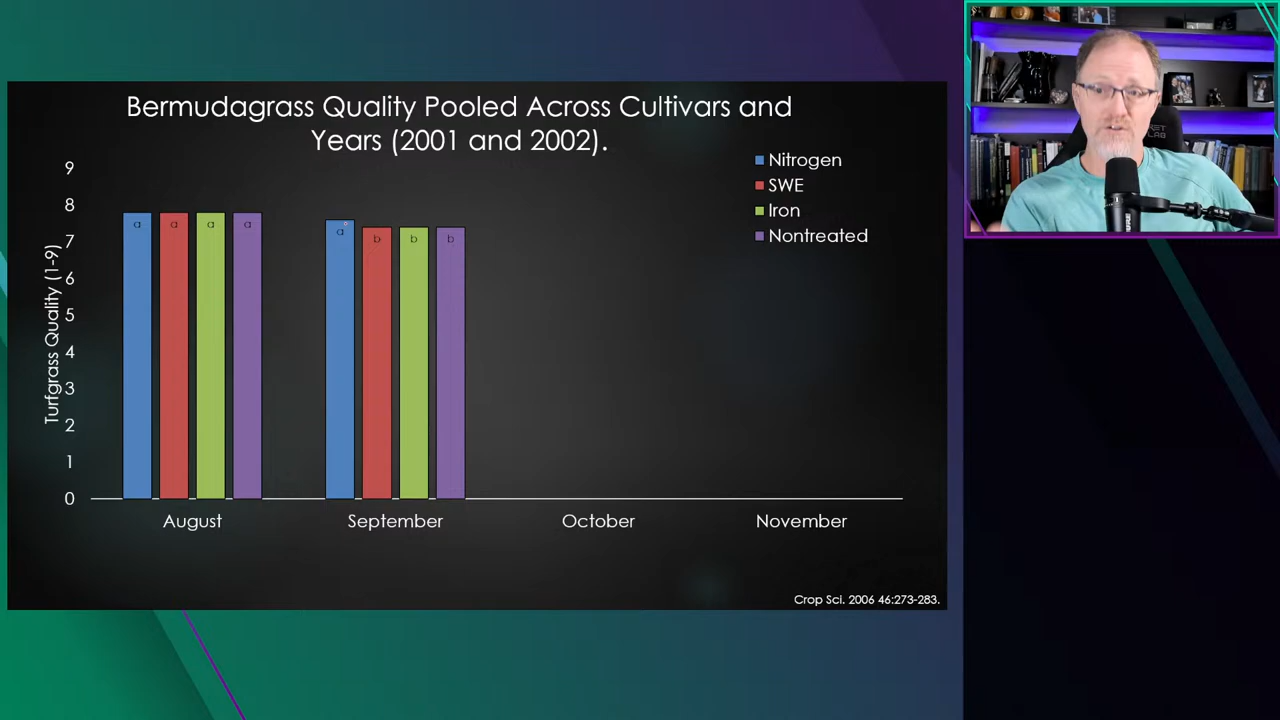 Bermudagrass Quality Pooled Across Cultivars and
Years (2001 and 2002).
Nitrogen
SWE
Iron
Nontreated
Turfgrass Quality (1-9)
9
8
7
6
5
4
3
2
1
0
a a a a
a b b b
August September October November
Crop Sci. 2006 46:273-283.